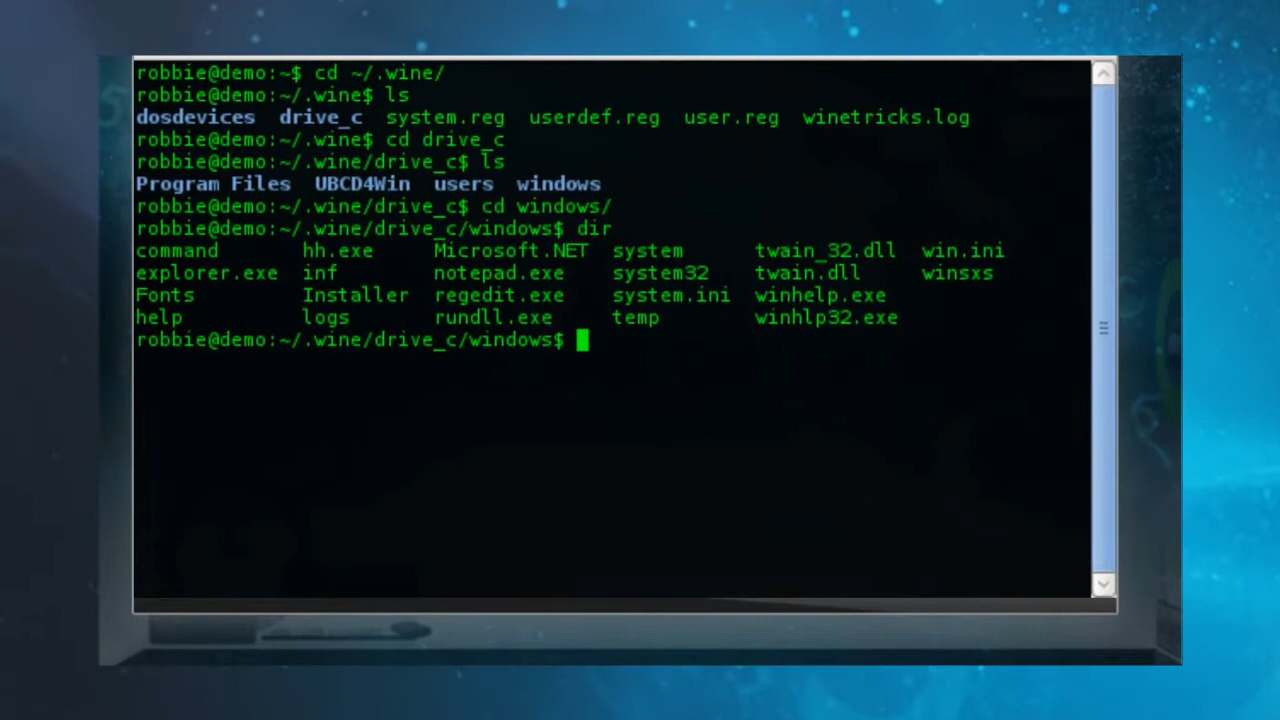 robbie@demo:~$ cd ~/.wine/
robbie@demo:~/.wine$ ls
dosdevices  drive_c  system.reg  userdef.reg  user.reg  winetricks.log
robbie@demo:~/.wine$ cd drive_c
robbie@demo:~/.wine/drive_c$ ls
Program Files  UBCD4Win  users  windows
robbie@demo:~/.wine/drive_c$ cd windows/
robbie@demo:~/.wine/drive_c/windows$ dir
command       hh.exe     Microsoft.NET  system      twain_32.dll  win.ini
explorer.exe  inf        notepad.exe    system32    twain.dll     winsxs
Fonts         Installer  regedit.exe    system.ini  winhelp.exe
help          logs       rundll.exe     temp        winhlp32.exe
robbie@demo:~/.wine/drive_c/windows$